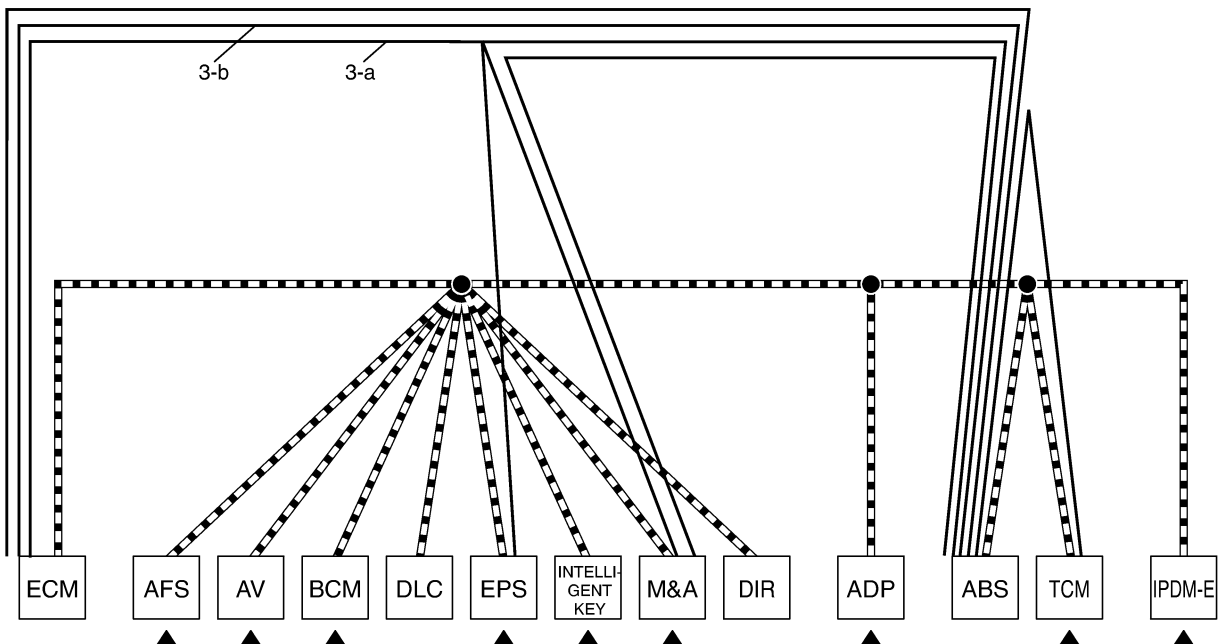 3-b
3-a
ECM
AFS
AV
BCM
DLC
EPS
INTELLI-
GENT
KEY
M&A
DIR
ADP
ABS
TCM
IPDM-E